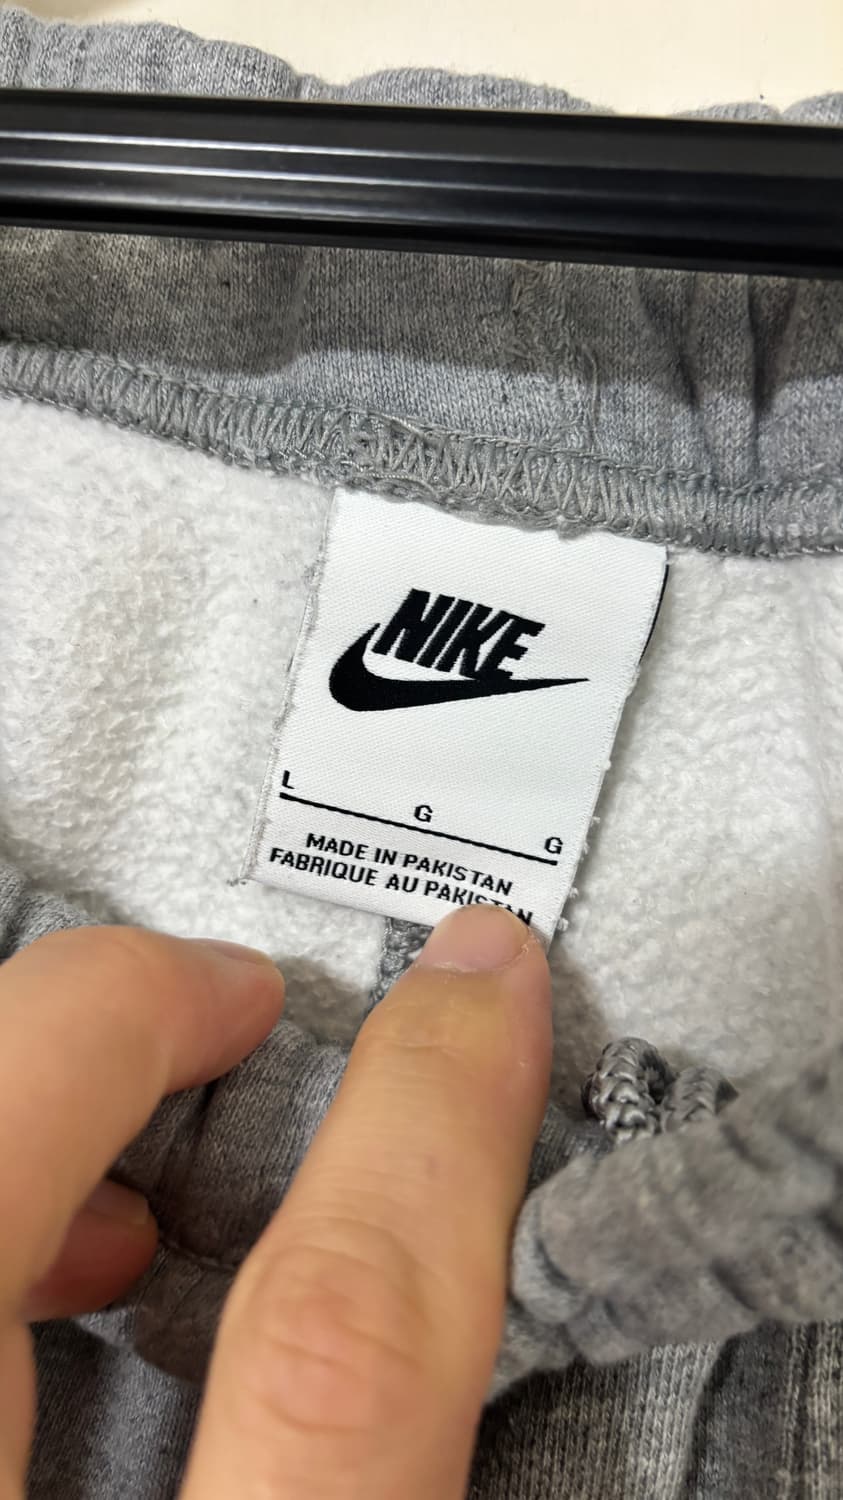 NIKE
L G G
MADE IN PAKISTAN
FABRIQUE AU PAKISTAN